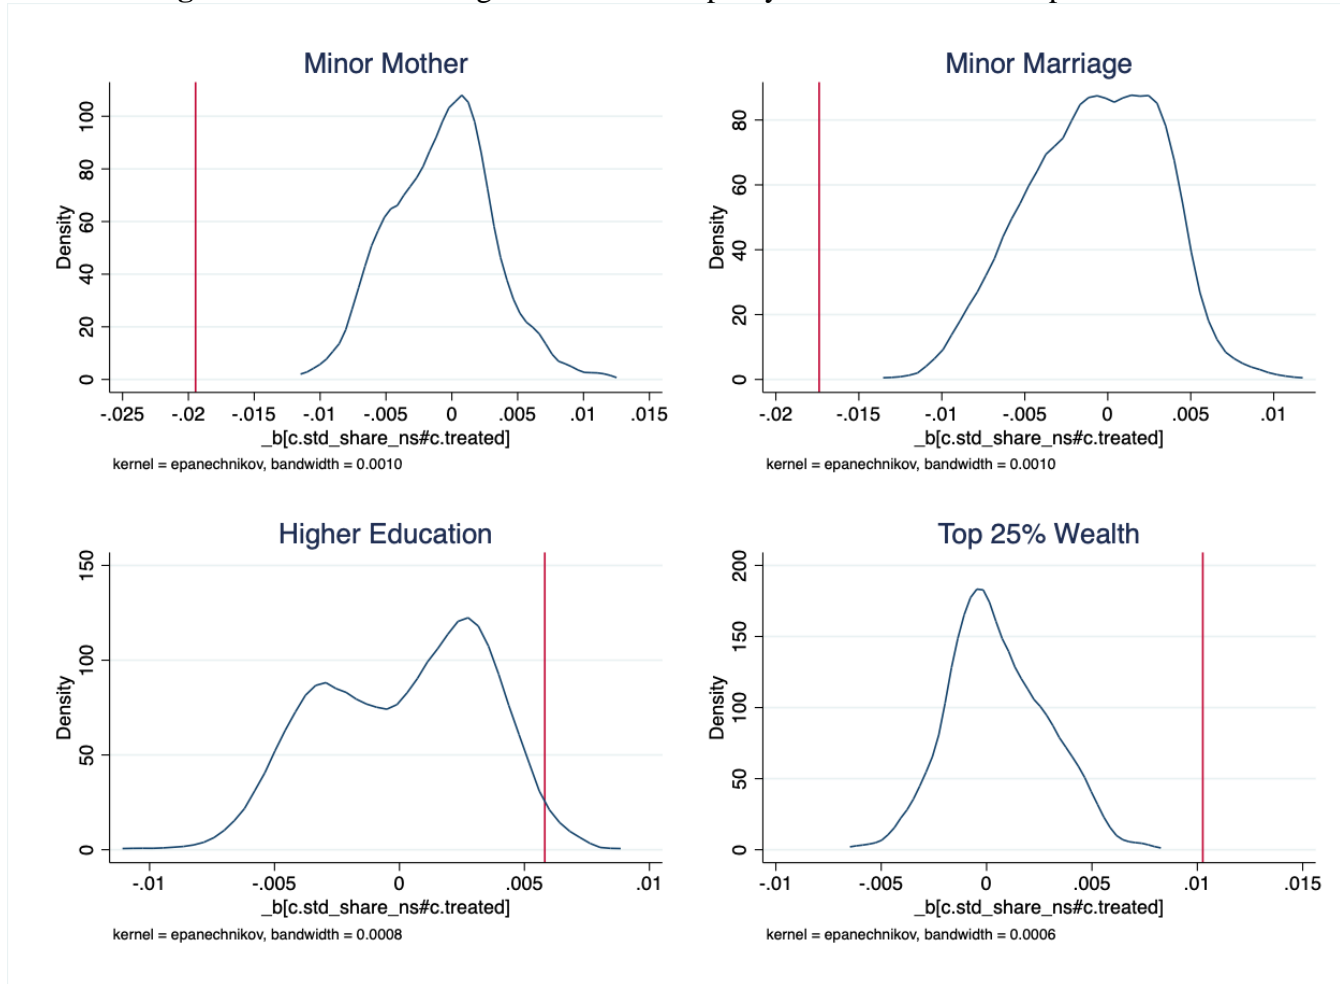 Minor Mother
Density
0
20
40
60
80
100
-.025 -.02 -.015 -.01 -.005 0 .005 .01 .015
_b[c.std_share_ns#c.treated]
kernel = epanechnikov, bandwidth = 0.0010
Minor Marriage
Density
0
20
40
60
80
-.02 -.015 -.01 -.005 0 .005 .01
_b[c.std_share_ns#c.treated]
kernel = epanechnikov, bandwidth = 0.0010
Higher Education
Density
0
50
100
150
-.01 -.005 0 .005 .01
_b[c.std_share_ns#c.treated]
kernel = epanechnikov, bandwidth = 0.0008
Top 25% Wealth
Density
0
50
100
150
200
-.01 -.005 0 .005 .01 .015
_b[c.std_share_ns#c.treated]
kernel = epanechnikov, bandwidth = 0.0006